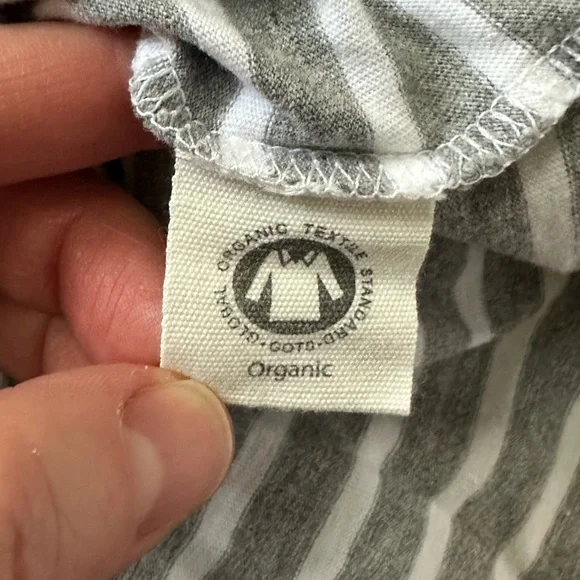 GLOBAL ORGANIC TEXTILE STANDARD
·GOTS·
Organic